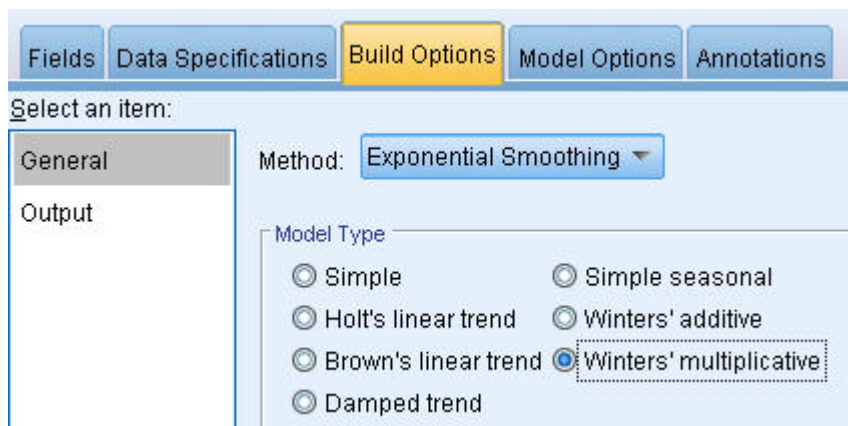 Fields Data Specifications Build Options Model Options Annotations
Select an item:
General
Output
Method: Exponential Smoothing
Model Type
Simple
Simple seasonal
Holt's linear trend
Winters' additive
Brown's linear trend
Winters' multiplicative
Damped trend